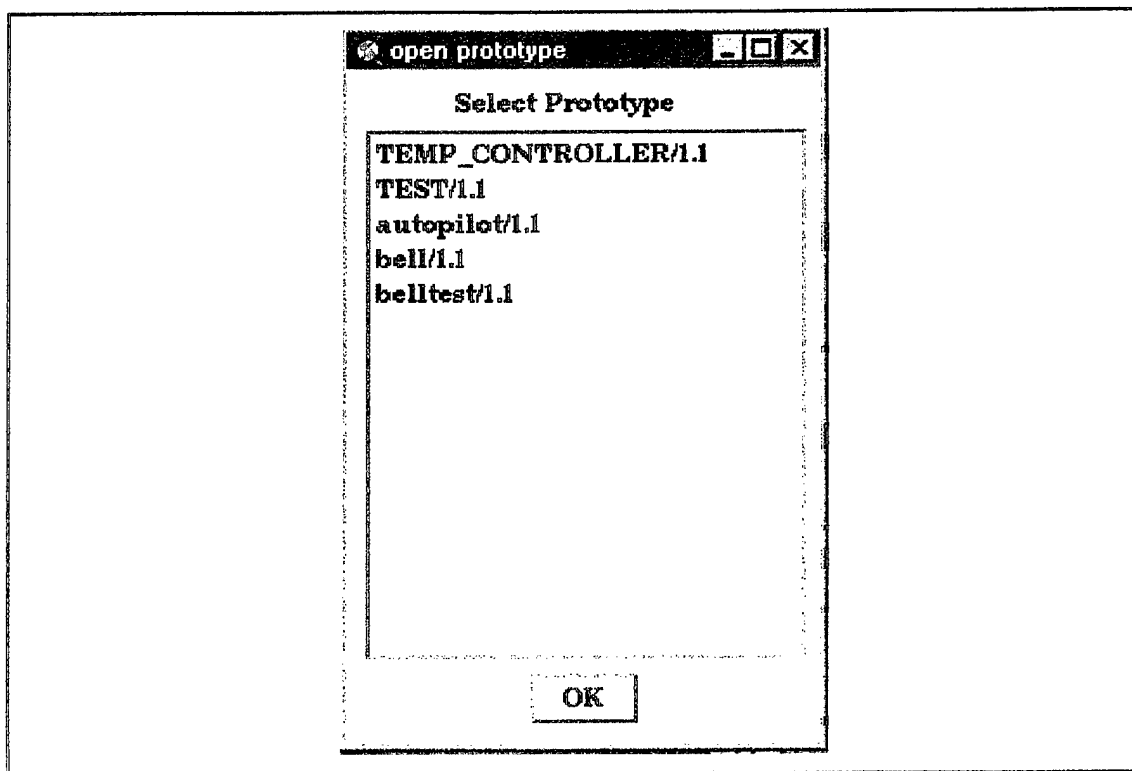 open prototype
Select Prototype
TEMP_CONTROLLER/1.1
TEST/1.1
autopilot/1.1
bell/1.1
belltest/1.1
OK